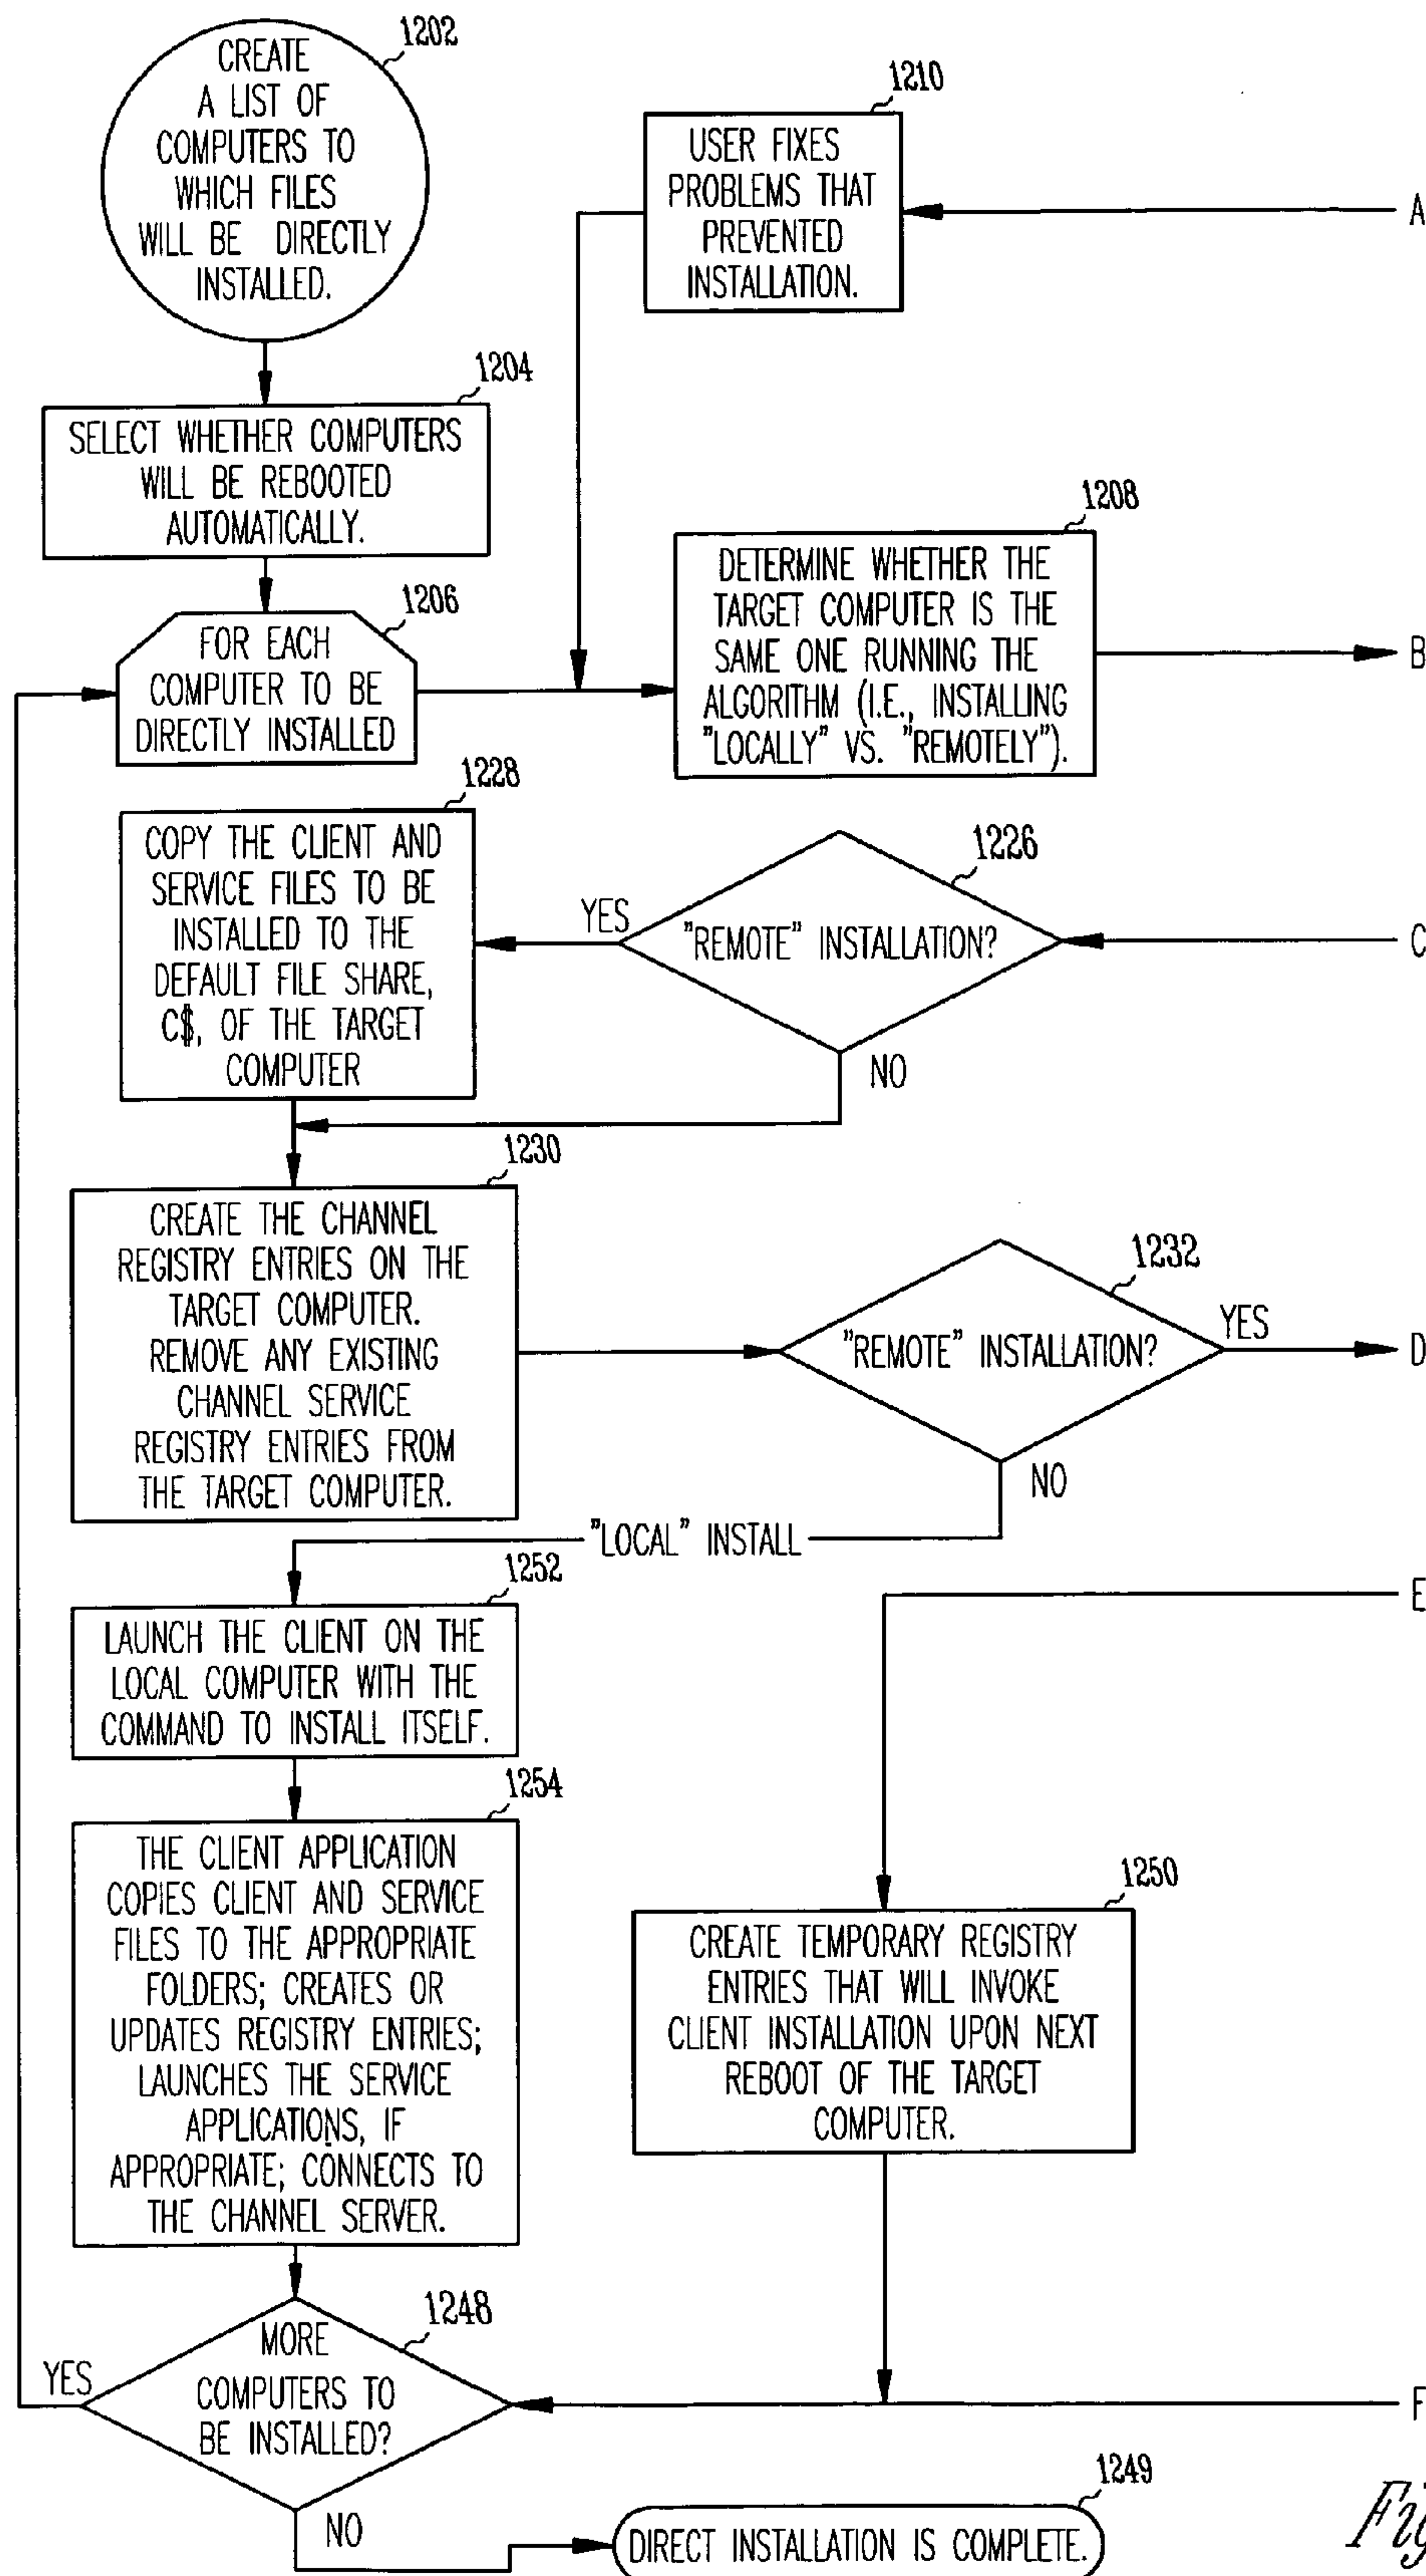 1202
CREATE
A LIST OF
COMPUTERS TO
WHICH FILES
WILL BE DIRECTLY
INSTALLED.
1210
USER FIXES
PROBLEMS THAT
PREVENTED
INSTALLATION.
A
1204
SELECT WHETHER COMPUTERS
WILL BE REBOOTED
AUTOMATICALLY.
1206
FOR EACH
COMPUTER TO BE
DIRECTLY INSTALLED
1208
DETERMINE WHETHER THE
TARGET COMPUTER IS THE
SAME ONE RUNNING THE
ALGORITHM (I.E., INSTALLING
"LOCALLY" VS. "REMOTELY").
B
1228
COPY THE CLIENT AND
SERVICE FILES TO BE
INSTALLED TO THE
DEFAULT FILE SHARE,
C$, OF THE TARGET
COMPUTER
YES
1226
"REMOTE" INSTALLATION?
NO
C
1230
CREATE THE CHANNEL
REGISTRY ENTRIES ON THE
TARGET COMPUTER.
REMOVE ANY EXISTING
CHANNEL SERVICE
REGISTRY ENTRIES FROM
THE TARGET COMPUTER.
1232
"REMOTE" INSTALLATION?
YES
D
NO
"LOCAL" INSTALL
E
1252
LAUNCH THE CLIENT ON THE
LOCAL COMPUTER WITH THE
COMMAND TO INSTALL ITSELF.
1254
THE CLIENT APPLICATION
COPIES CLIENT AND SERVICE
FILES TO THE APPROPRIATE
FOLDERS; CREATES OR
UPDATES REGISTRY ENTRIES;
LAUNCHES THE SERVICE
APPLICATIONS, IF
APPROPRIATE; CONNECTS TO
THE CHANNEL SERVER.
1250
CREATE TEMPORARY REGISTRY
ENTRIES THAT WILL INVOKE
CLIENT INSTALLATION UPON NEXT
REBOOT OF THE TARGET
COMPUTER.
1248
MORE
COMPUTERS TO
BE INSTALLED?
YES
F
NO
1249
DIRECT INSTALLATION IS COMPLETE.